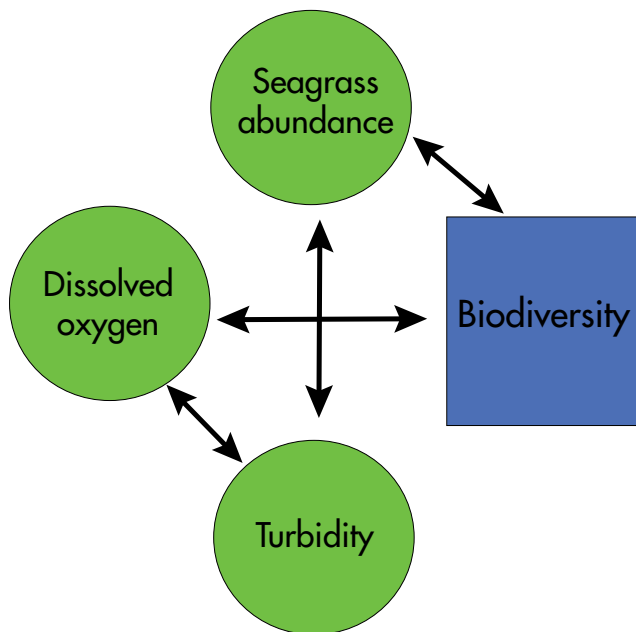 Seagrass
abundance
Dissolved
oxygen
Biodiversity
Turbidity